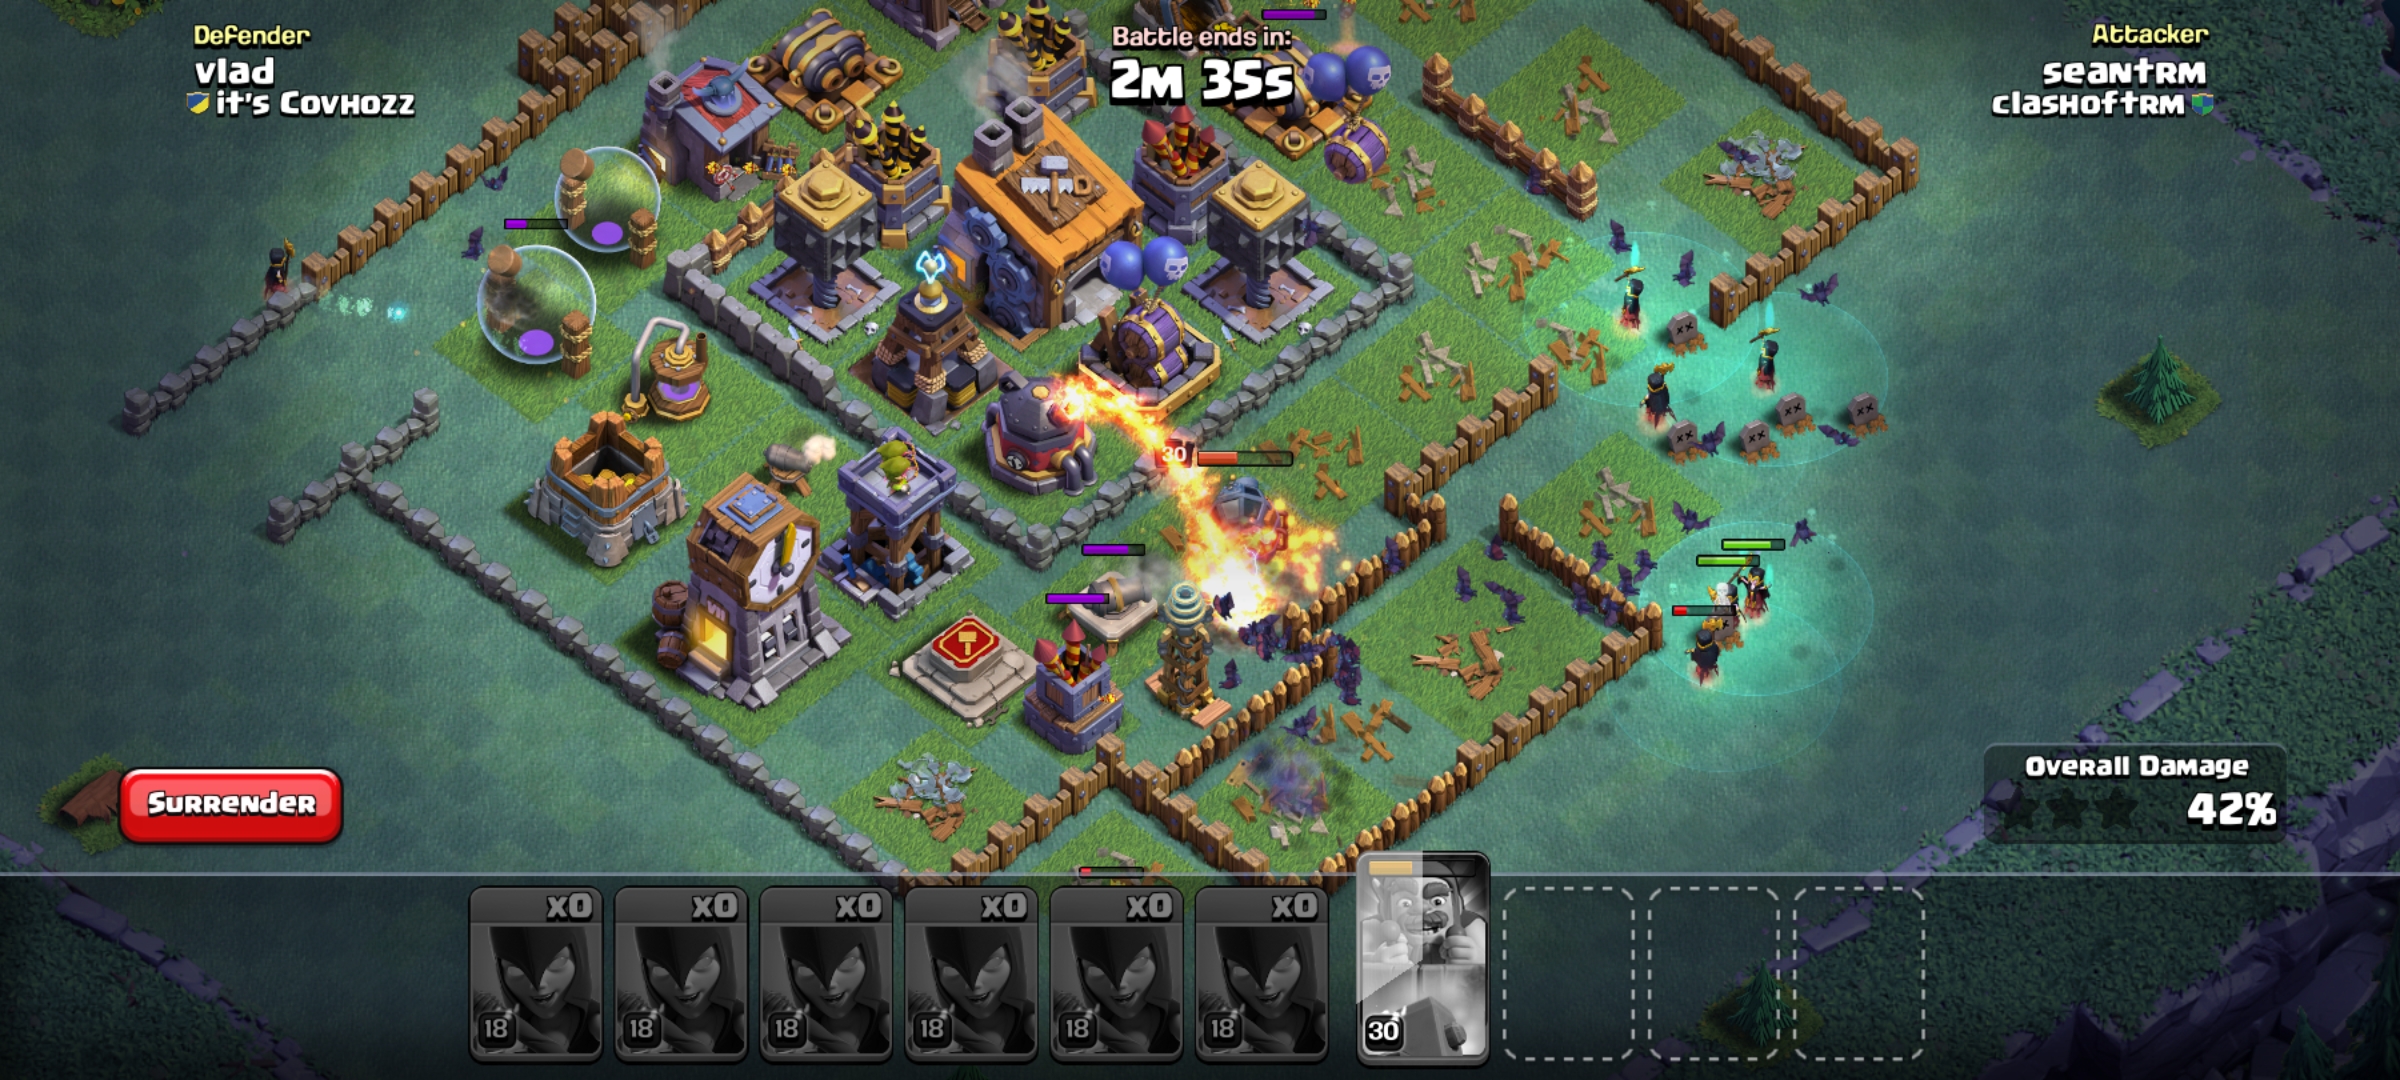 Defender
vlad
it's Covhozz
Battle ends in:
2M 35s
Attacker
seantRM
clashoftRM
30
VII
Surrender
Overall Damage
42%
x0 x0 x0 x0 x0 x0
18 18 18 18 18 18 30